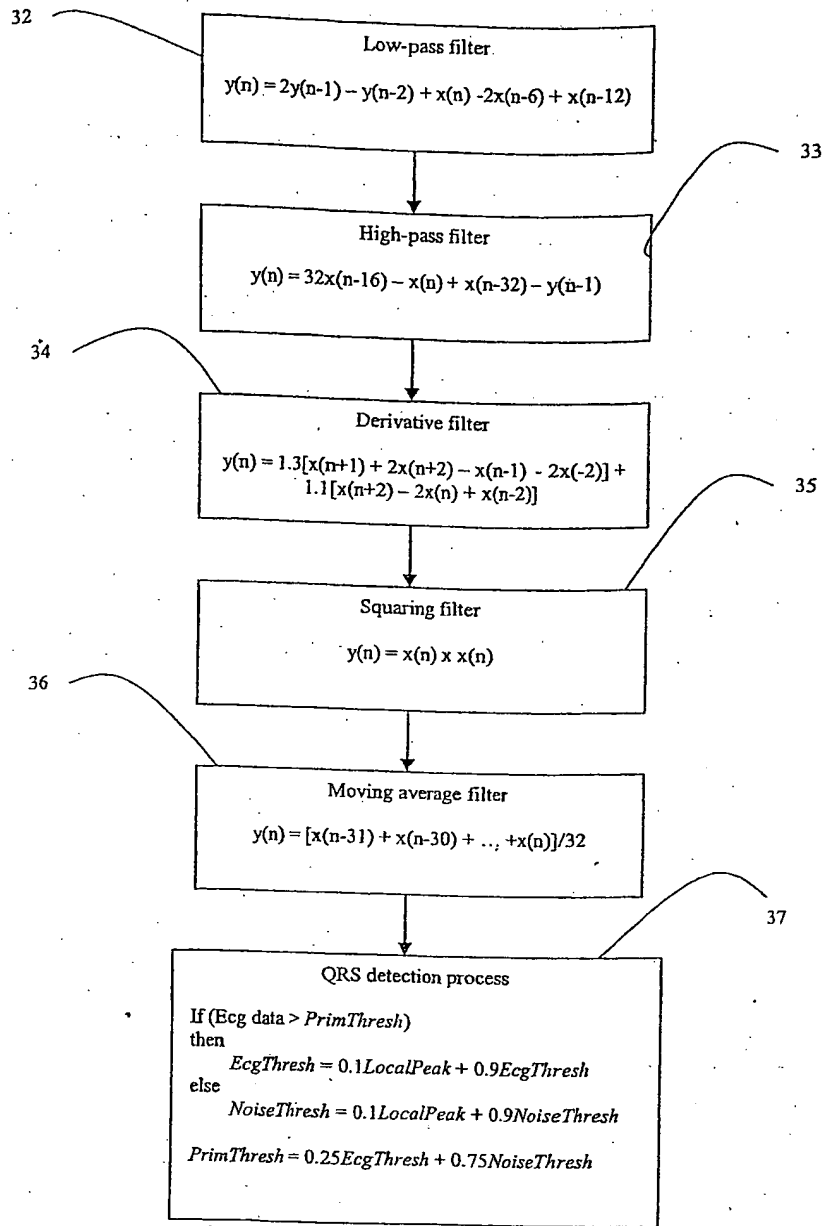 32
Low-pass filter
y(n) = 2y(n-1) – y(n-2) + x(n) -2x(n-6) + x(n-12)
33
High-pass filter
y(n) = 32x(n-16) – x(n) + x(n-32) – y(n-1)
34
Derivative filter
y(n) = 1.3[x(n+1) + 2x(n+2) – x(n-1) - 2x(-2)] +
1.1[x(n+2) – 2x(n) + x(n-2)]
35
Squaring filter
y(n) = x(n) x x(n)
36
Moving average filter
y(n) = [x(n-31) + x(n-30) + ... +x(n)]/32
37
QRS detection process
If (Ecg data > PrimThresh)
then
EcgThresh = 0.1LocalPeak + 0.9EcgThresh
else
NoiseThresh = 0.1LocalPeak + 0.9NoiseThresh
PrimThresh = 0.25EcgThresh + 0.75NoiseThresh